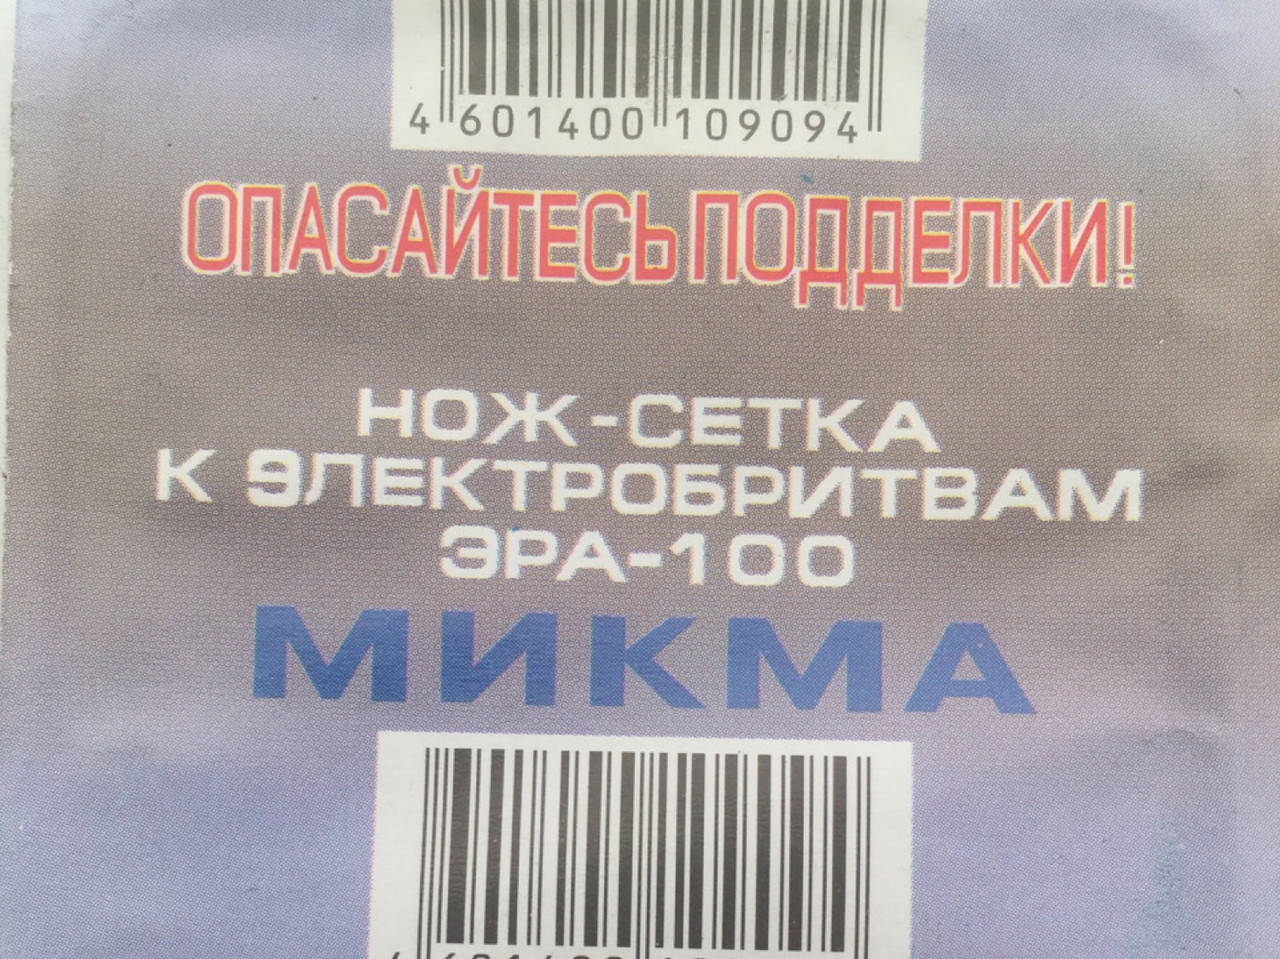 4 601400 109094
ОПАСАЙТЕСЬ ПОДДЕЛКИ!
НОЖ-СЕТКА
К ЭЛЕКТРОБРИТВАМ
ЭРА-100
МИКМА